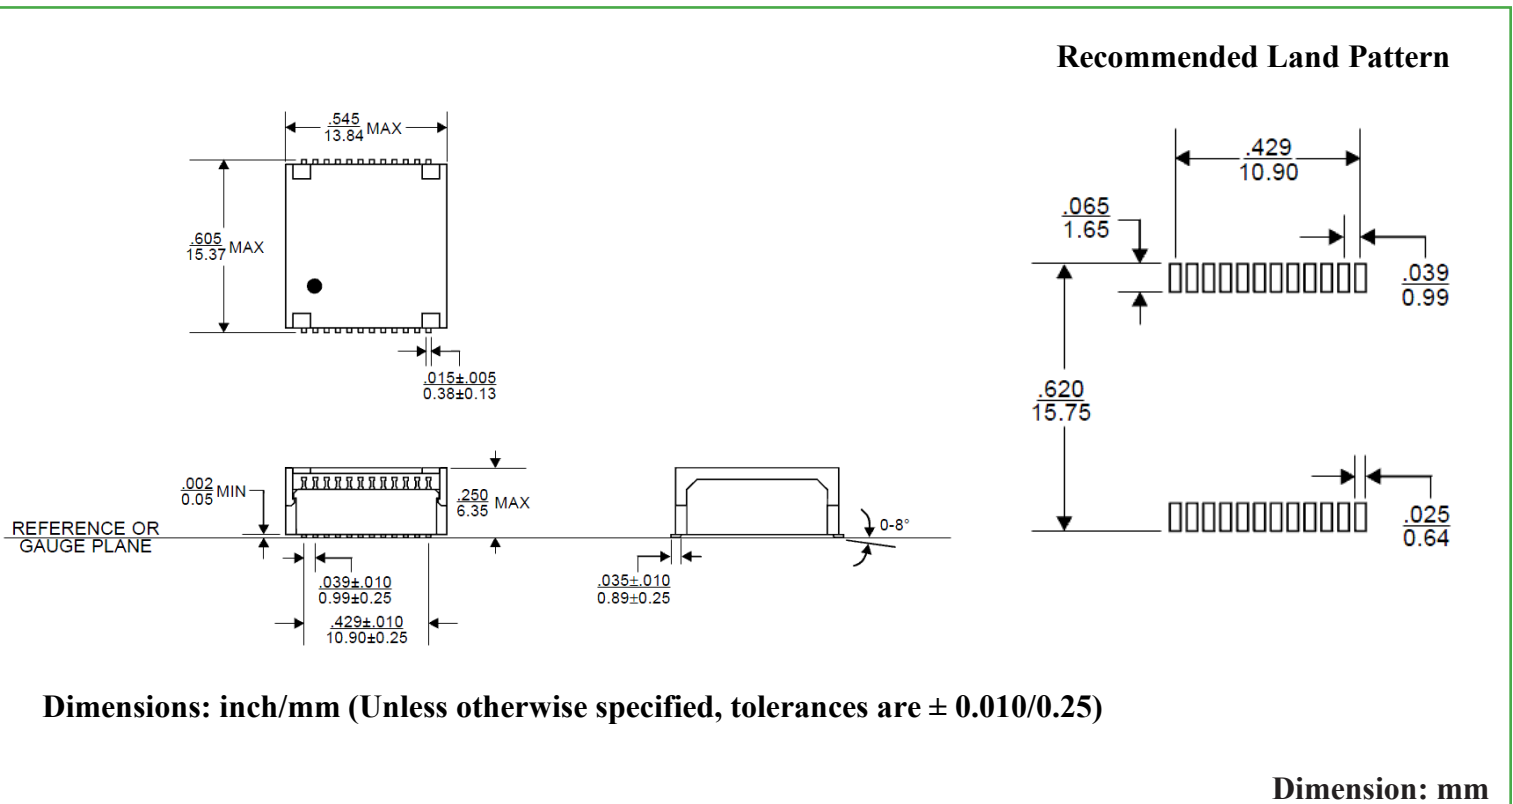 Recommended Land Pattern
.545
13.84 MAX
.605
15.37 MAX
.015±.005
0.38±0.13
.429
10.90
.065
1.65
.039
0.99
.620
15.75
.025
0.64
.002
0.05 MIN
.250
6.35 MAX
REFERENCE OR
GAUGE PLANE
0-8°
.039±.010
0.99±0.25
.429±.010
10.90±0.25
.035±.010
0.89±0.25
Dimensions: inch/mm (Unless otherwise specified, tolerances are ± 0.010/0.25)
Dimension: mm